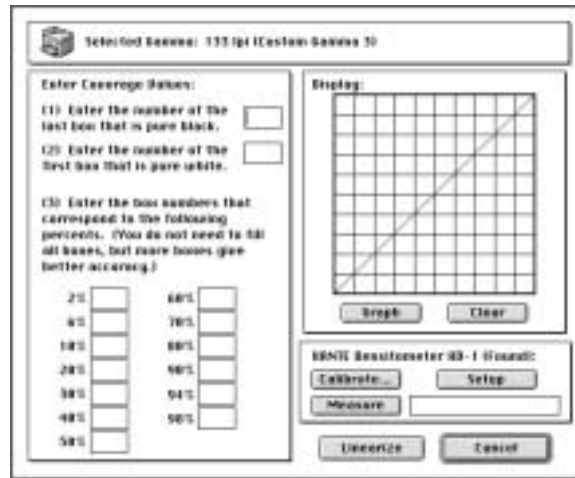 Selected Gamma: 133 lpi (Custom Gamma 3)
Enter Coverage Values:
(1) Enter the number of the
last box that is pure black.
(2) Enter the number of the
first box that is pure white.
(3) Enter the box numbers that
correspond to the following
percents. (You do not need to fill
all boxes, but more boxes give
better accuracy.)
2%
6%
10%
20%
30%
40%
50%
60%
70%
80%
90%
94%
98%
Display:
Graph
Clear
XANTE Densitometer XD-1 (Found):
Calibrate...
Setup
Measure
Linearize
Cancel